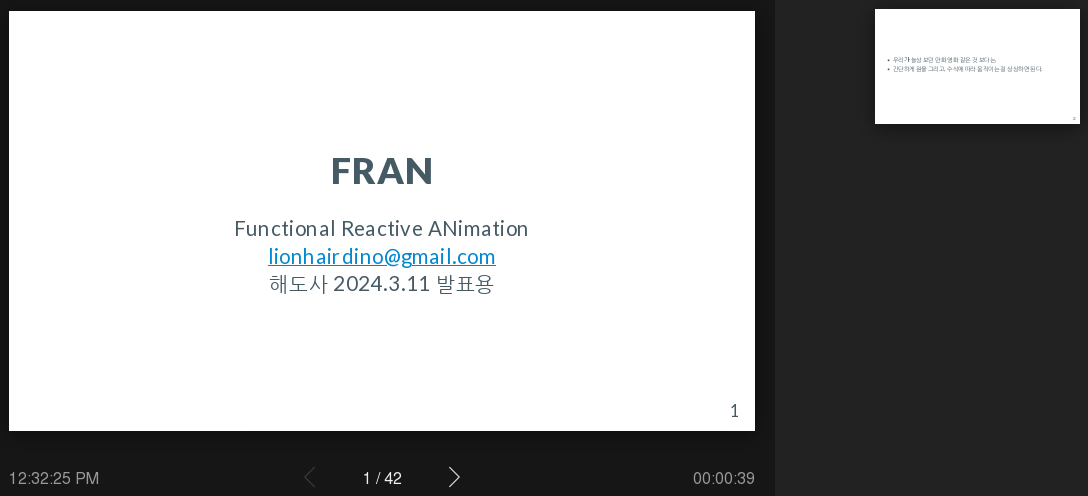 FRAN
Functional Reactive ANimation
lionhairdino@gmail.com
해도사 2024.3.11 발표용
1
12:32:25 PM
1 / 42
00:00:39
우리가 늘상 보던 만화영화 같은 것 보다는,
간단하게 원을 그리고, 수식에 따라 움직이는걸 상상하면 된다.